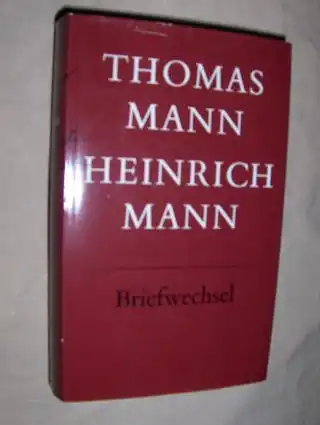 THOMAS
MANN
HEINRICH
MANN
Briefwechsel